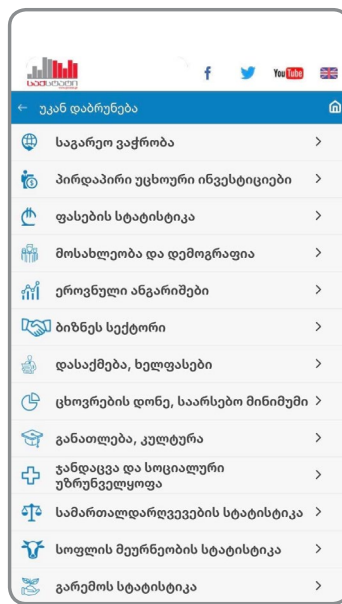 საქსტატი
f
You Tube
← უკან დაბრუნება
საგარეო ვაჭრობა
პირდაპირი უცხოური ინვესტიციები
ფასების სტატისტიკა
მოსახლეობა და დემოგრაფია
ეროვნული ანგარიშები
ბიზნეს სექტორი
დასაქმება, ხელფასები
ცხოვრების დონე, საარსებო მინიმუმი
განათლება, კულტურა
ჯანდაცვა და სოციალური
უზრუნველყოფა
სამართალდარღვევების სტატისტიკა
სოფლის მეურნეობის სტატისტიკა
გარემოს სტატისტიკა